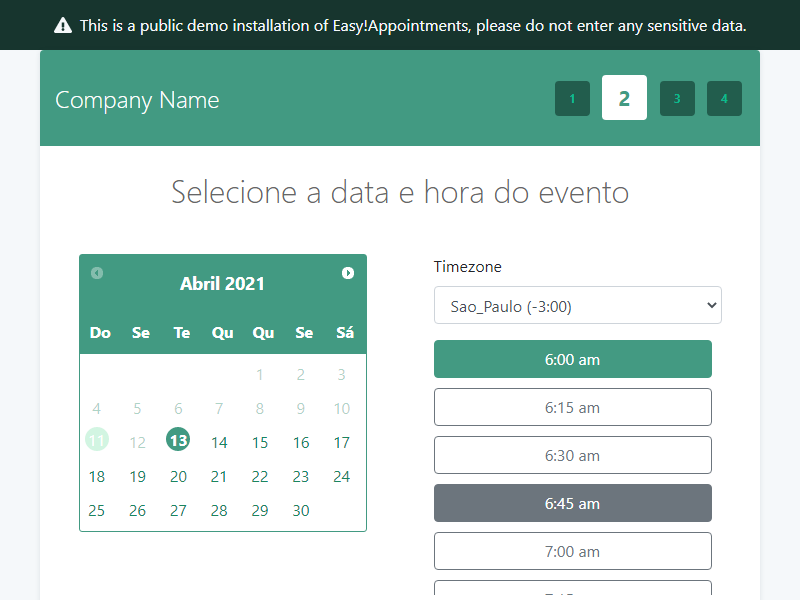 This is a public demo installation of Easy!Appointments, please do not enter any sensitive data.
Company Name
1 2 3 4
Selecione a data e hora do evento
Abril 2021
Do Se Te Qu Qu Se Sá
1 2 3
4 5 6 7 8 9 10
11 12 13 14 15 16 17
18 19 20 21 22 23 24
25 26 27 28 29 30
Timezone
Sao_Paulo (-3:00)
6:00 am
6:15 am
6:30 am
6:45 am
7:00 am